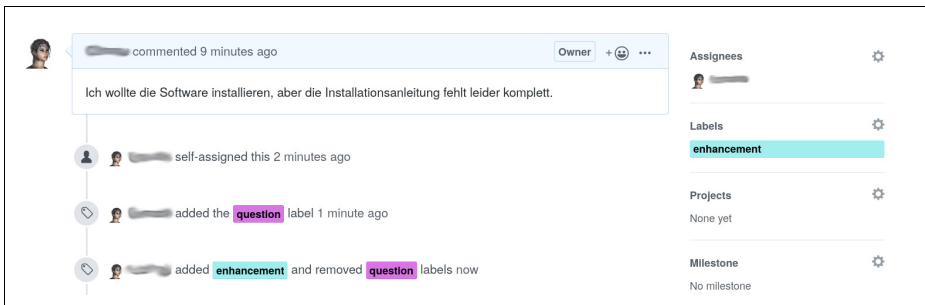 commented 9 minutes ago
Owner
Ich wollte die Software installieren, aber die Installationsanleitung fehlt leider komplett.
self-assigned this 2 minutes ago
added the question label 1 minute ago
added enhancement and removed question labels now
Assignees
Labels
enhancement
Projects
None yet
Milestone
No milestone